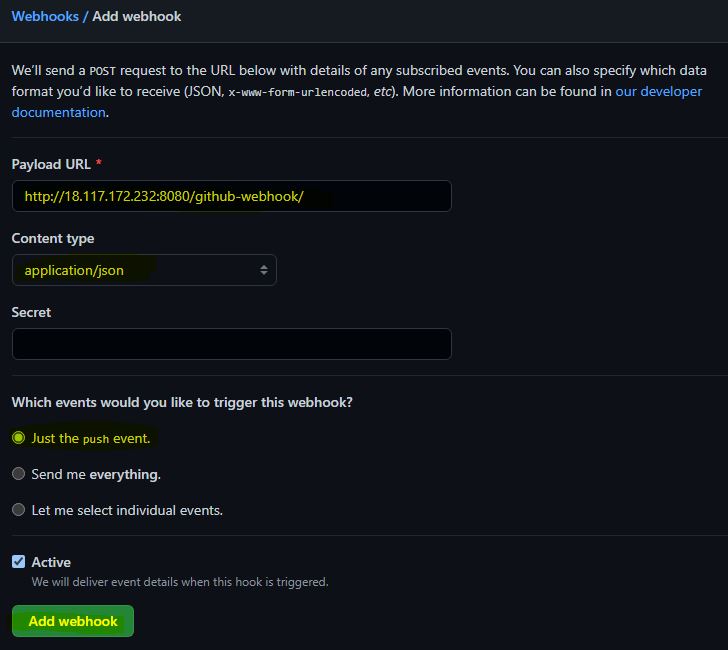 Webhooks / Add webhook
We’ll send a POST request to the URL below with details of any subscribed events. You can also specify which data
format you’d like to receive (JSON, x-www-form-urlencoded, etc). More information can be found in our developer
documentation.
Payload URL *
http://18.117.172.232:8080/github-webhook/
Content type
application/json
Secret
Which events would you like to trigger this webhook?
Just the push event.
Send me everything.
Let me select individual events.
Active
We will deliver event details when this hook is triggered.
Add webhook